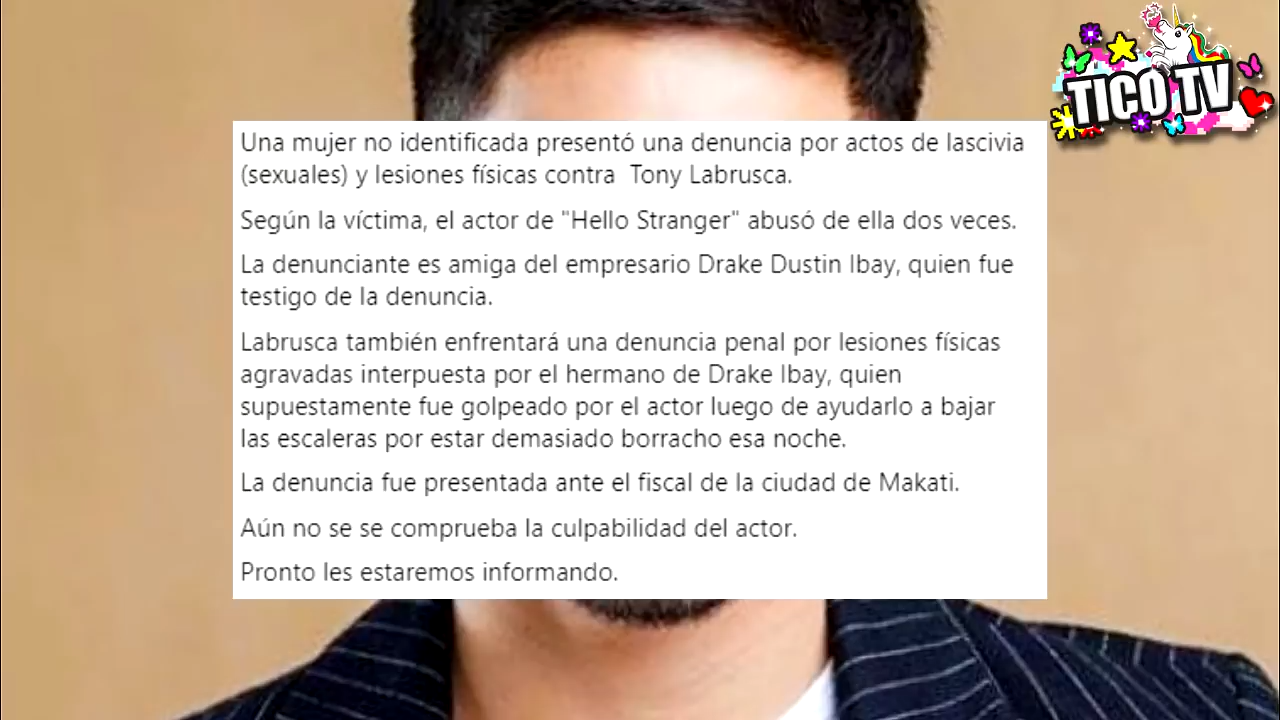 TICO TV
Una mujer no identificada presentó una denuncia por actos de lascivia
(sexuales) y lesiones físicas contra  Tony Labrusca.
Según la víctima, el actor de "Hello Stranger" abusó de ella dos veces.
La denunciante es amiga del empresario Drake Dustin Ibay, quien fue
testigo de la denuncia.
Labrusca también enfrentará una denuncia penal por lesiones físicas
agravadas interpuesta por el hermano de Drake Ibay, quien
supuestamente fue golpeado por el actor luego de ayudarlo a bajar
las escaleras por estar demasiado borracho esa noche.
La denuncia fue presentada ante el fiscal de la ciudad de Makati.
Aún no se se comprueba la culpabilidad del actor.
Pronto les estaremos informando.